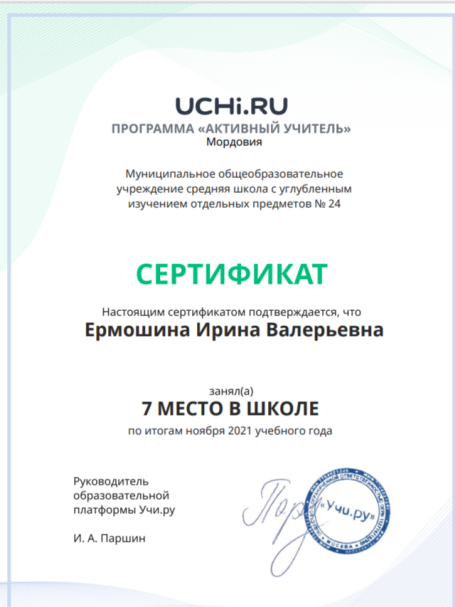 UCHi.RU
ПРОГРАММА «АКТИВНЫЙ УЧИТЕЛЬ»
Мордовия
Муниципальное общеобразовательное
учреждение средняя школа с углубленным
изучением отдельных предметов № 24
СЕРТИФИКАТ
Настоящим сертификатом подтверждается, что
Ермошина Ирина Валерьевна
занял(а)
7 МЕСТО В ШКОЛЕ
по итогам ноября 2021 учебного года
Руководитель
образовательной
платформы Учи.ру
И. А. Паршин
«Учи.ру»
МОСКВА